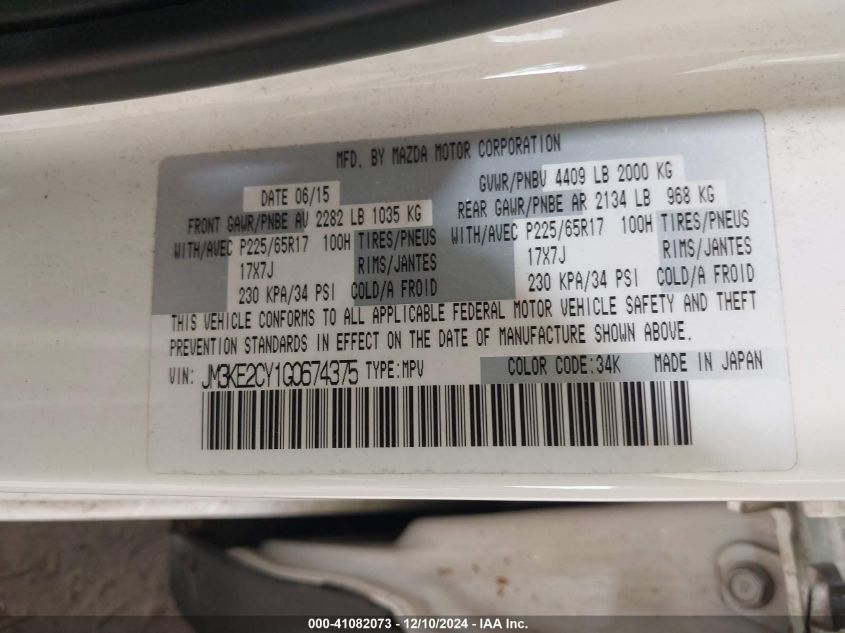 MFD. BY MAZDA MOTOR CORPORATION
DATE 06/15 GVWR/PNBV 4409 LB 2000 KG
FRONT GAWR/PNBE AV 2282 LB 1035 KG REAR GAWR/PNBE AR 2134 LB 968 KG
WITH/AVEC P225/65R17 100H TIRES/PNEUS WITH/AVEC P225/65R17 100H TIRES/PNEUS
17X7J RIMS/JANTES 17X7J RIMS/JANTES
230 KPA/34 PSI COLD/A FROID 230 KPA/34 PSI COLD/A FROID
THIS VEHICLE CONFORMS TO ALL APPLICABLE FEDERAL MOTOR VEHICLE SAFETY AND THEFT
PREVENTION STANDARDS IN EFFECT ON THE DATE OF MANUFACTURE SHOWN ABOVE.
VIN: JM3KE2CY1G0674375 TYPE:MPV COLOR CODE:34K MADE IN JAPAN
000-41082073 — 12/10/2024 — IAA Inc.